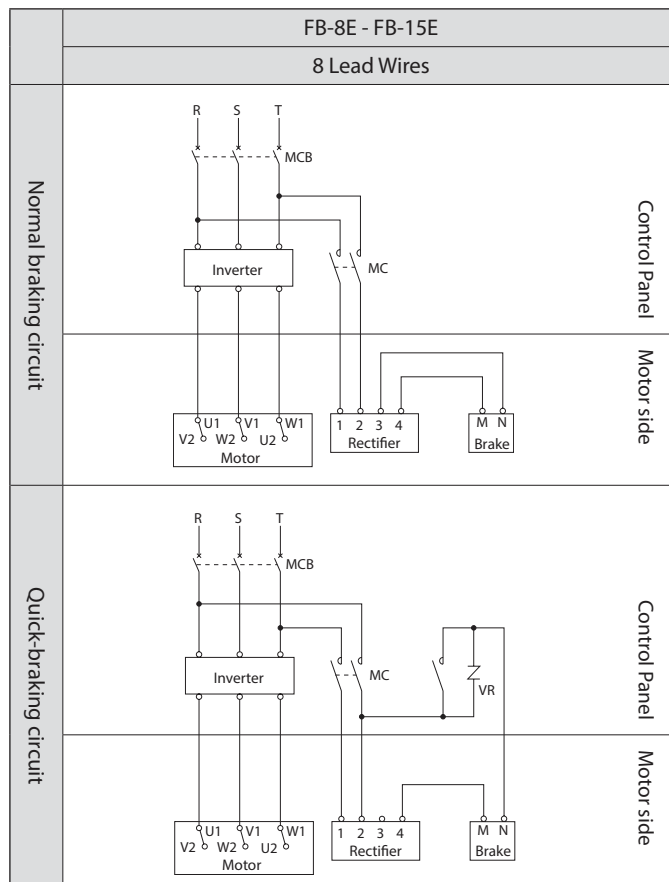 FB-8E - FB-15E
8 Lead Wires
Normal braking circuit
R S T
MCB
Inverter
MC
Control Panel
Motor side
U1 V1 W1
V2 W2 U2
Motor
1 2 3 4
Rectifier
M N
Brake
Quick-braking circuit
R S T
MCB
Inverter
MC
VR
Control Panel
Motor side
U1 V1 W1
V2 W2 U2
Motor
1 2 3 4
Rectifier
M N
Brake